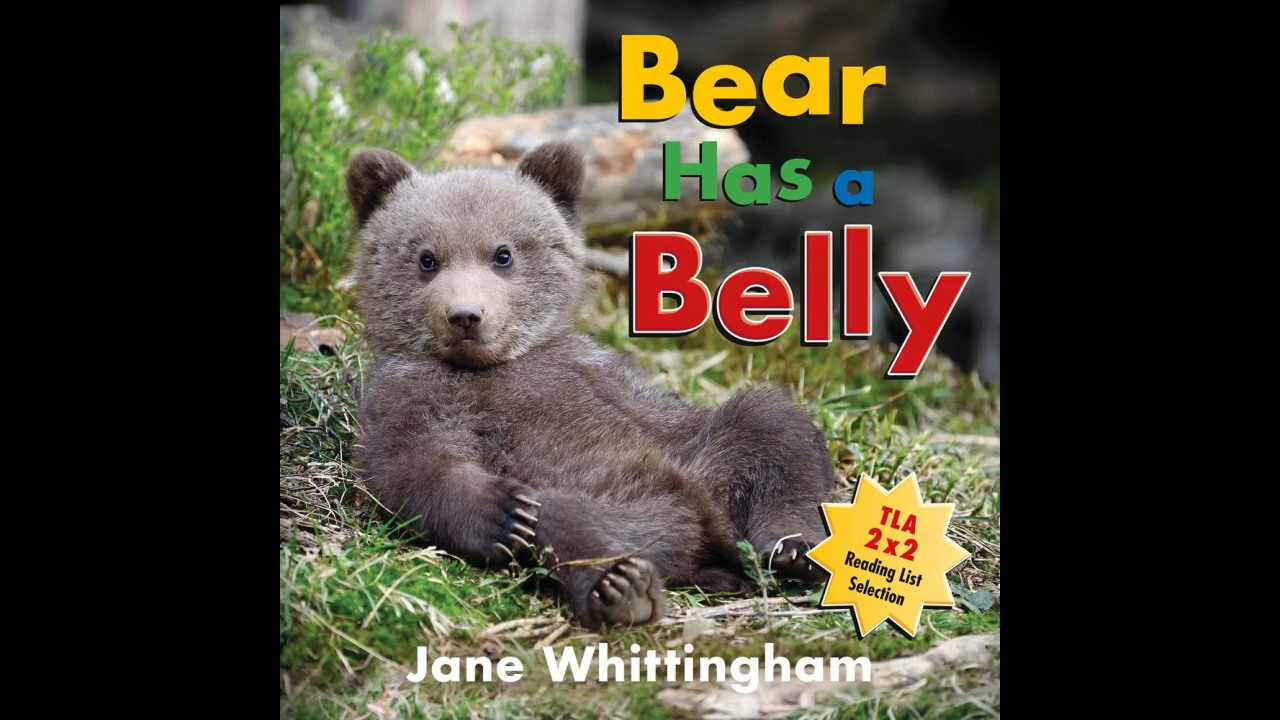 Bear
Has a
Belly
TLA
2x2
Reading List
Selection
Jane Whittingham